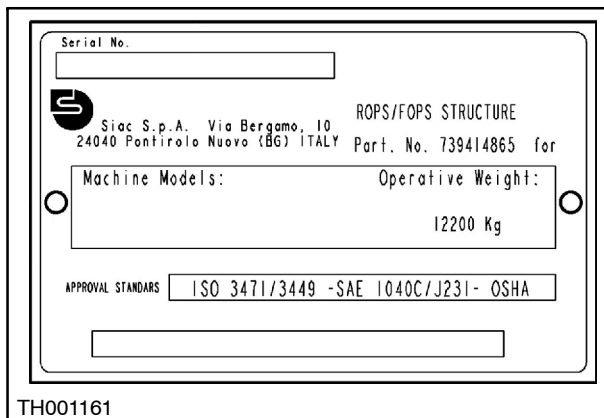 Serial No.
Siac S.p.A. Via Bergamo, 10
24040 Pontirolo Nuovo (BG) ITALY
ROPS/FOPS STRUCTURE
Part. No. 739414865 for
Machine Models:
Operative Weight:
12200 Kg
APPROVAL STANDARS
ISO 3471/3449 -SAE 1040C/J231- OSHA
TH001161